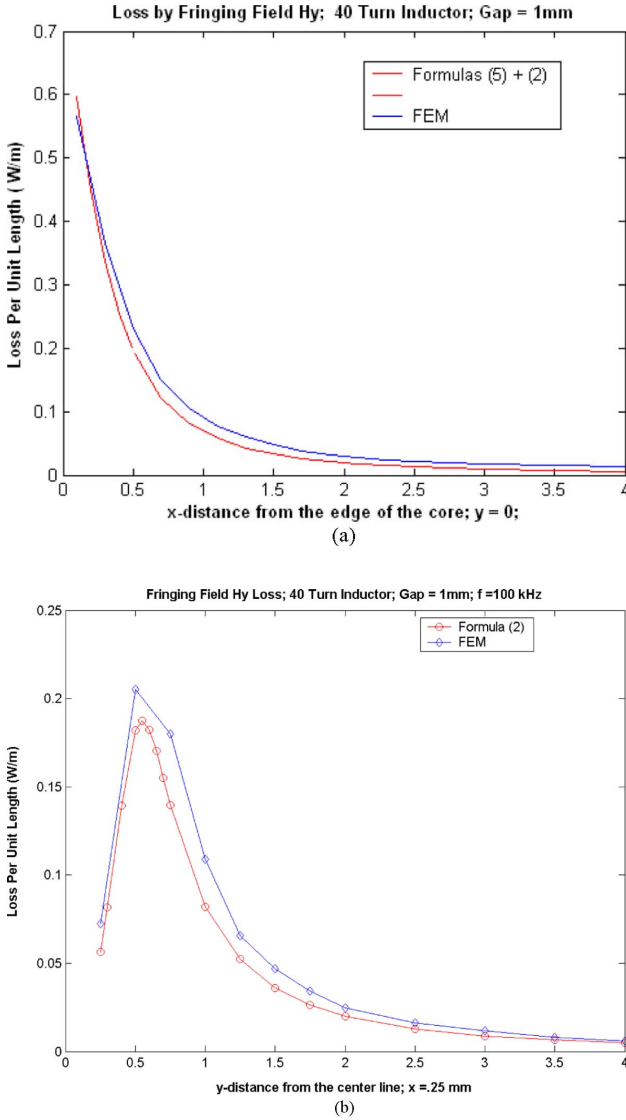 Loss by Fringing Field Hy; 40 Turn Inductor; Gap = 1mm
0.7
0.6
0.5
0.4
0.3
0.2
0.1
0
Loss Per Unit Length ( W/m)
Formulas (5) + (2)
FEM
0 0.5 1 1.5 2 2.5 3 3.5 4
x-distance from the edge of the core; y = 0;
(a)
Fringing Field Hy Loss; 40 Turn Inductor; Gap = 1mm; f =100 kHz
0.25
0.2
0.15
0.1
0.05
0
Loss Per Unit Length (W/m)
Formula (2)
FEM
0 0.5 1 1.5 2 2.5 3 3.5 4
y-distance from the center line; x =.25 mm
(b)